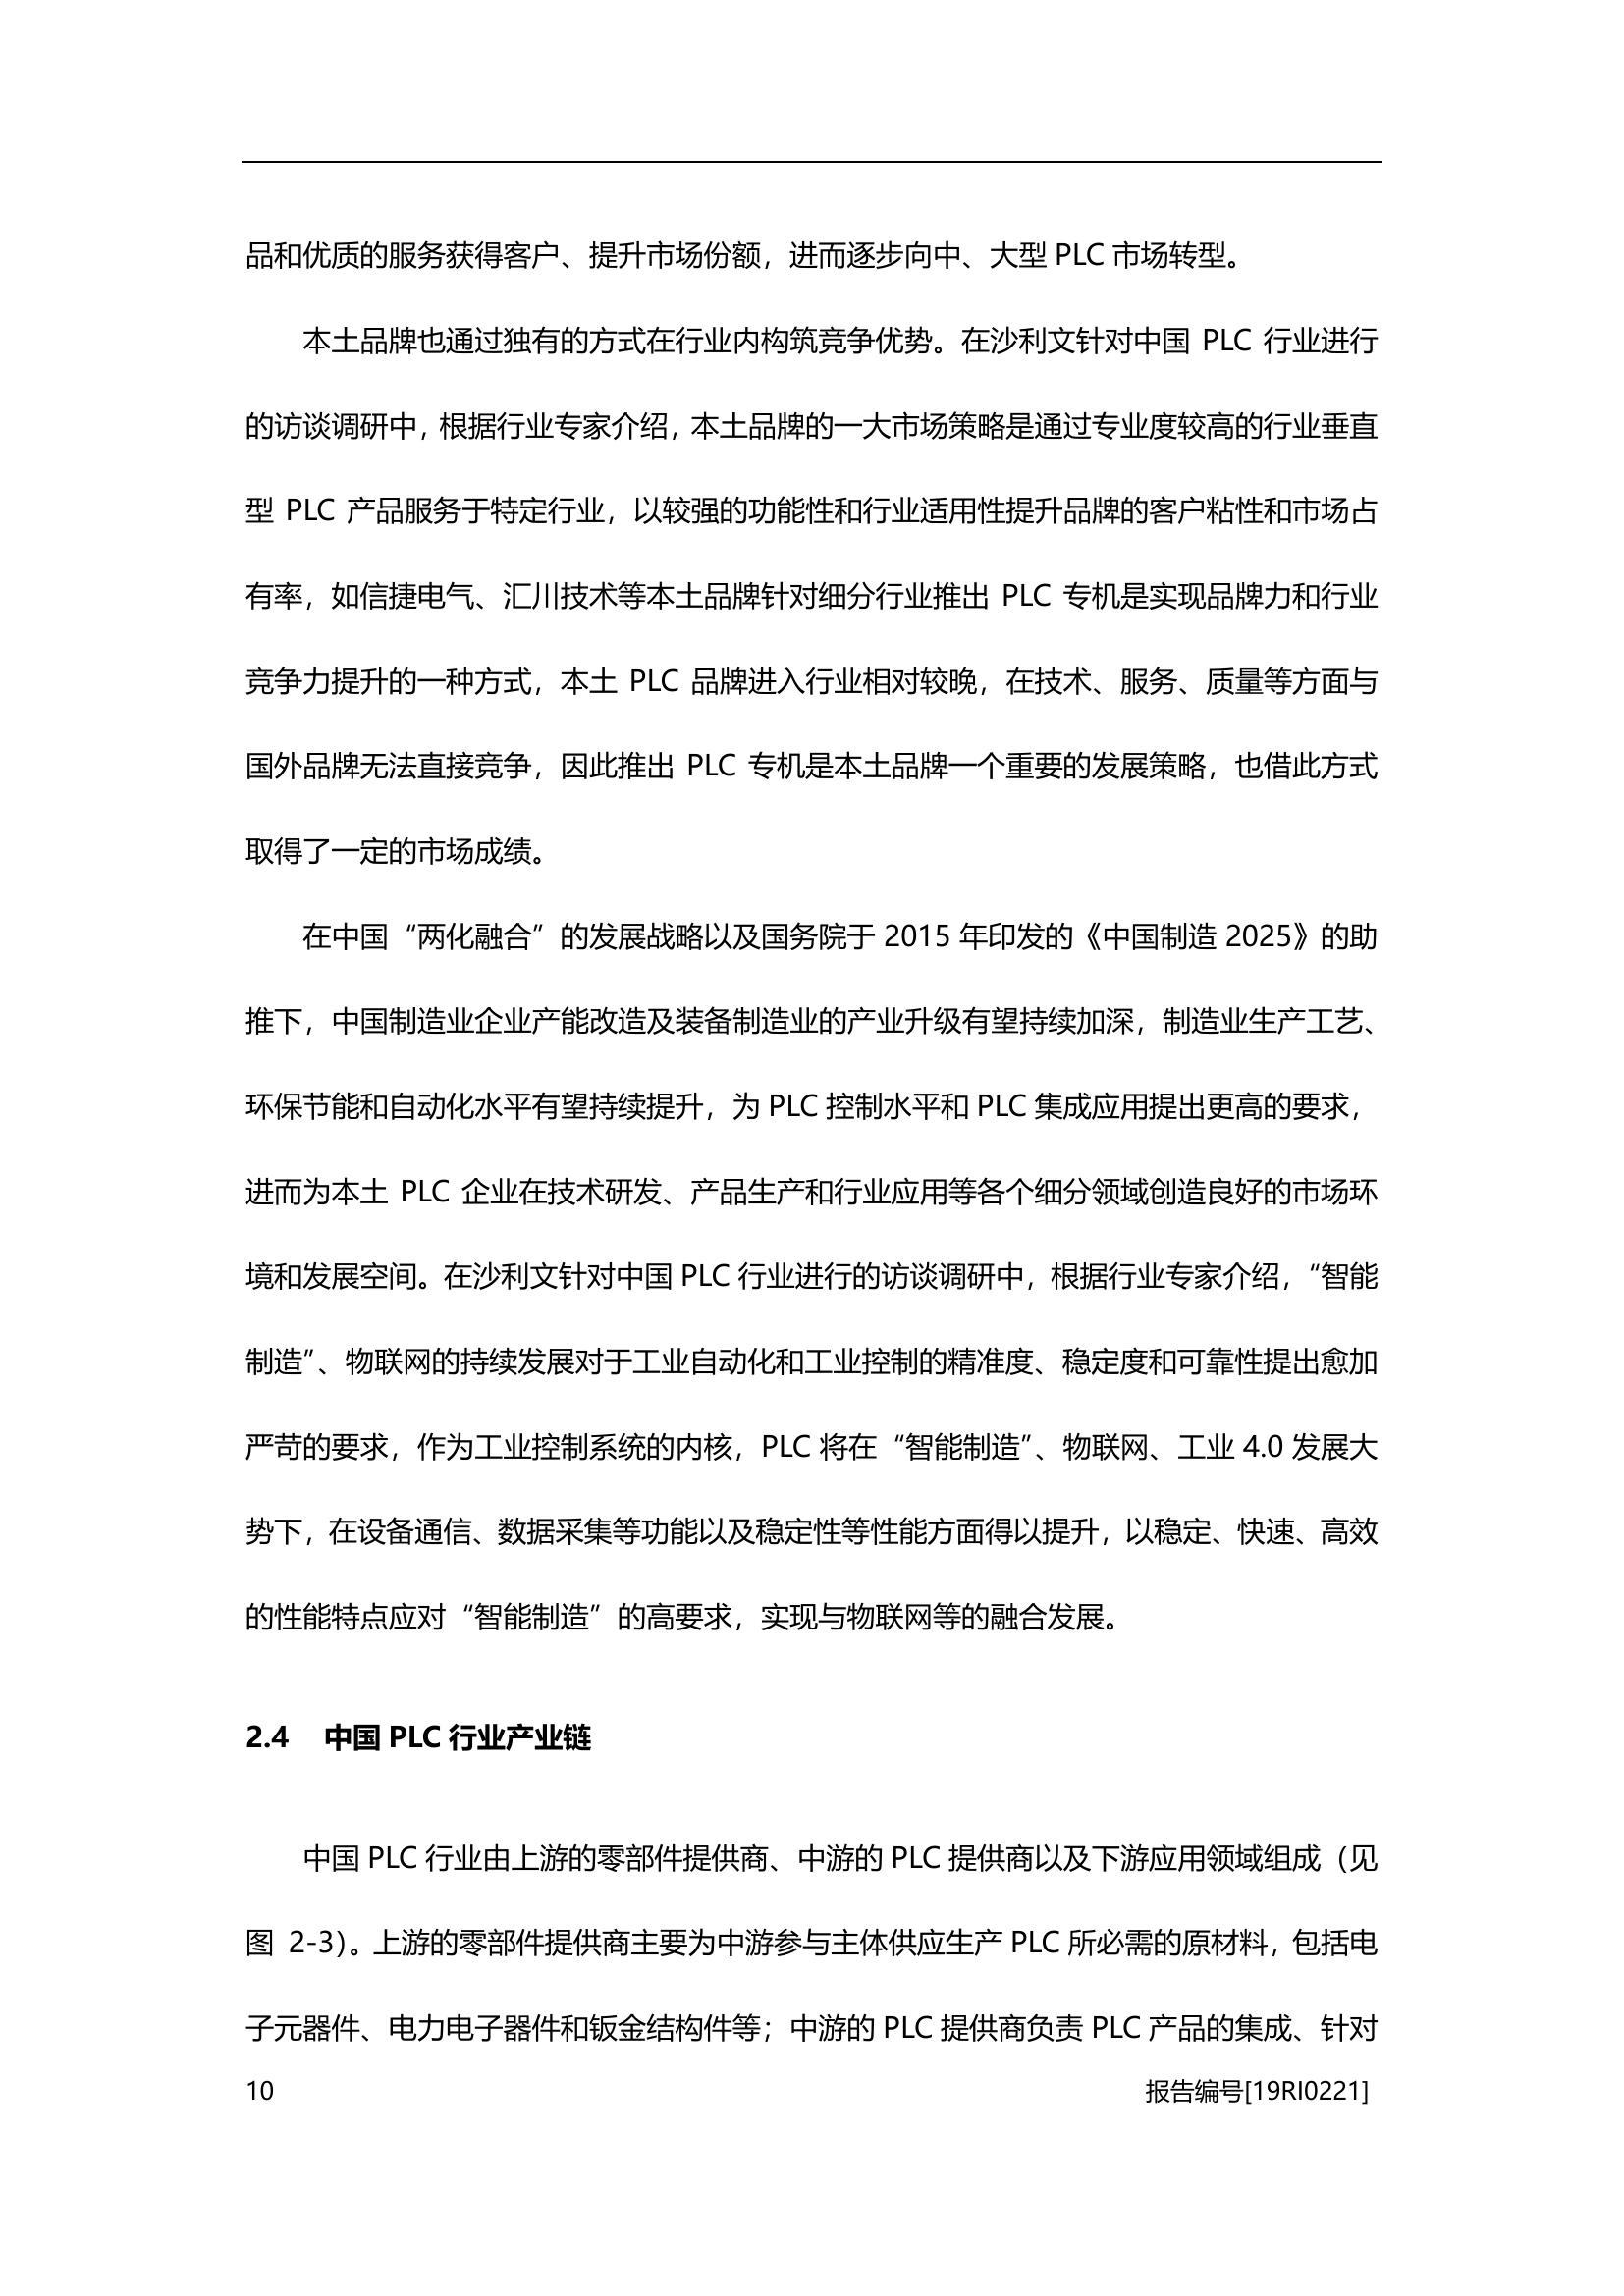 品和优质的服务获得客户、提升市场份额，进而逐步向中、大型 PLC 市场转型。
本土品牌也通过独有的方式在行业内构筑竞争优势。在沙利文针对中国 PLC 行业进行
的访谈调研中，根据行业专家介绍，本土品牌的一大市场策略是通过专业度较高的行业垂直
型 PLC 产品服务于特定行业，以较强的功能性和行业适用性提升品牌的客户粘性和市场占
有率，如信捷电气、汇川技术等本土品牌针对细分行业推出 PLC 专机是实现品牌力和行业
竞争力提升的一种方式，本土 PLC 品牌进入行业相对较晚，在技术、服务、质量等方面与
国外品牌无法直接竞争，因此推出 PLC 专机是本土品牌一个重要的发展策略，也借此方式
取得了一定的市场成绩。
在中国“两化融合”的发展战略以及国务院于 2015 年印发的《中国制造 2025》的助
推下，中国制造业企业产能改造及装备制造业的产业升级有望持续加深，制造业生产工艺、
环保节能和自动化水平有望持续提升，为 PLC 控制水平和 PLC 集成应用提出更高的要求，
进而为本土 PLC 企业在技术研发、产品生产和行业应用等各个细分领域创造良好的市场环
境和发展空间。在沙利文针对中国 PLC 行业进行的访谈调研中，根据行业专家介绍，“智能
制造”、物联网的持续发展对于工业自动化和工业控制的精准度、稳定度和可靠性提出愈加
严苛的要求，作为工业控制系统的内核，PLC 将在“智能制造”、物联网、工业 4.0 发展大
势下，在设备通信、数据采集等功能以及稳定性等性能方面得以提升，以稳定、快速、高效
的性能特点应对“智能制造”的高要求，实现与物联网等的融合发展。
2.4 中国 PLC 行业产业链
中国 PLC 行业由上游的零部件提供商、中游的 PLC 提供商以及下游应用领域组成（见
图 2-3）。上游的零部件提供商主要为中游参与主体供应生产 PLC 所必需的原材料，包括电
子元器件、电力电子器件和钣金结构件等；中游的 PLC 提供商负责 PLC 产品的集成、针对
10 报告编号[19RI0221]